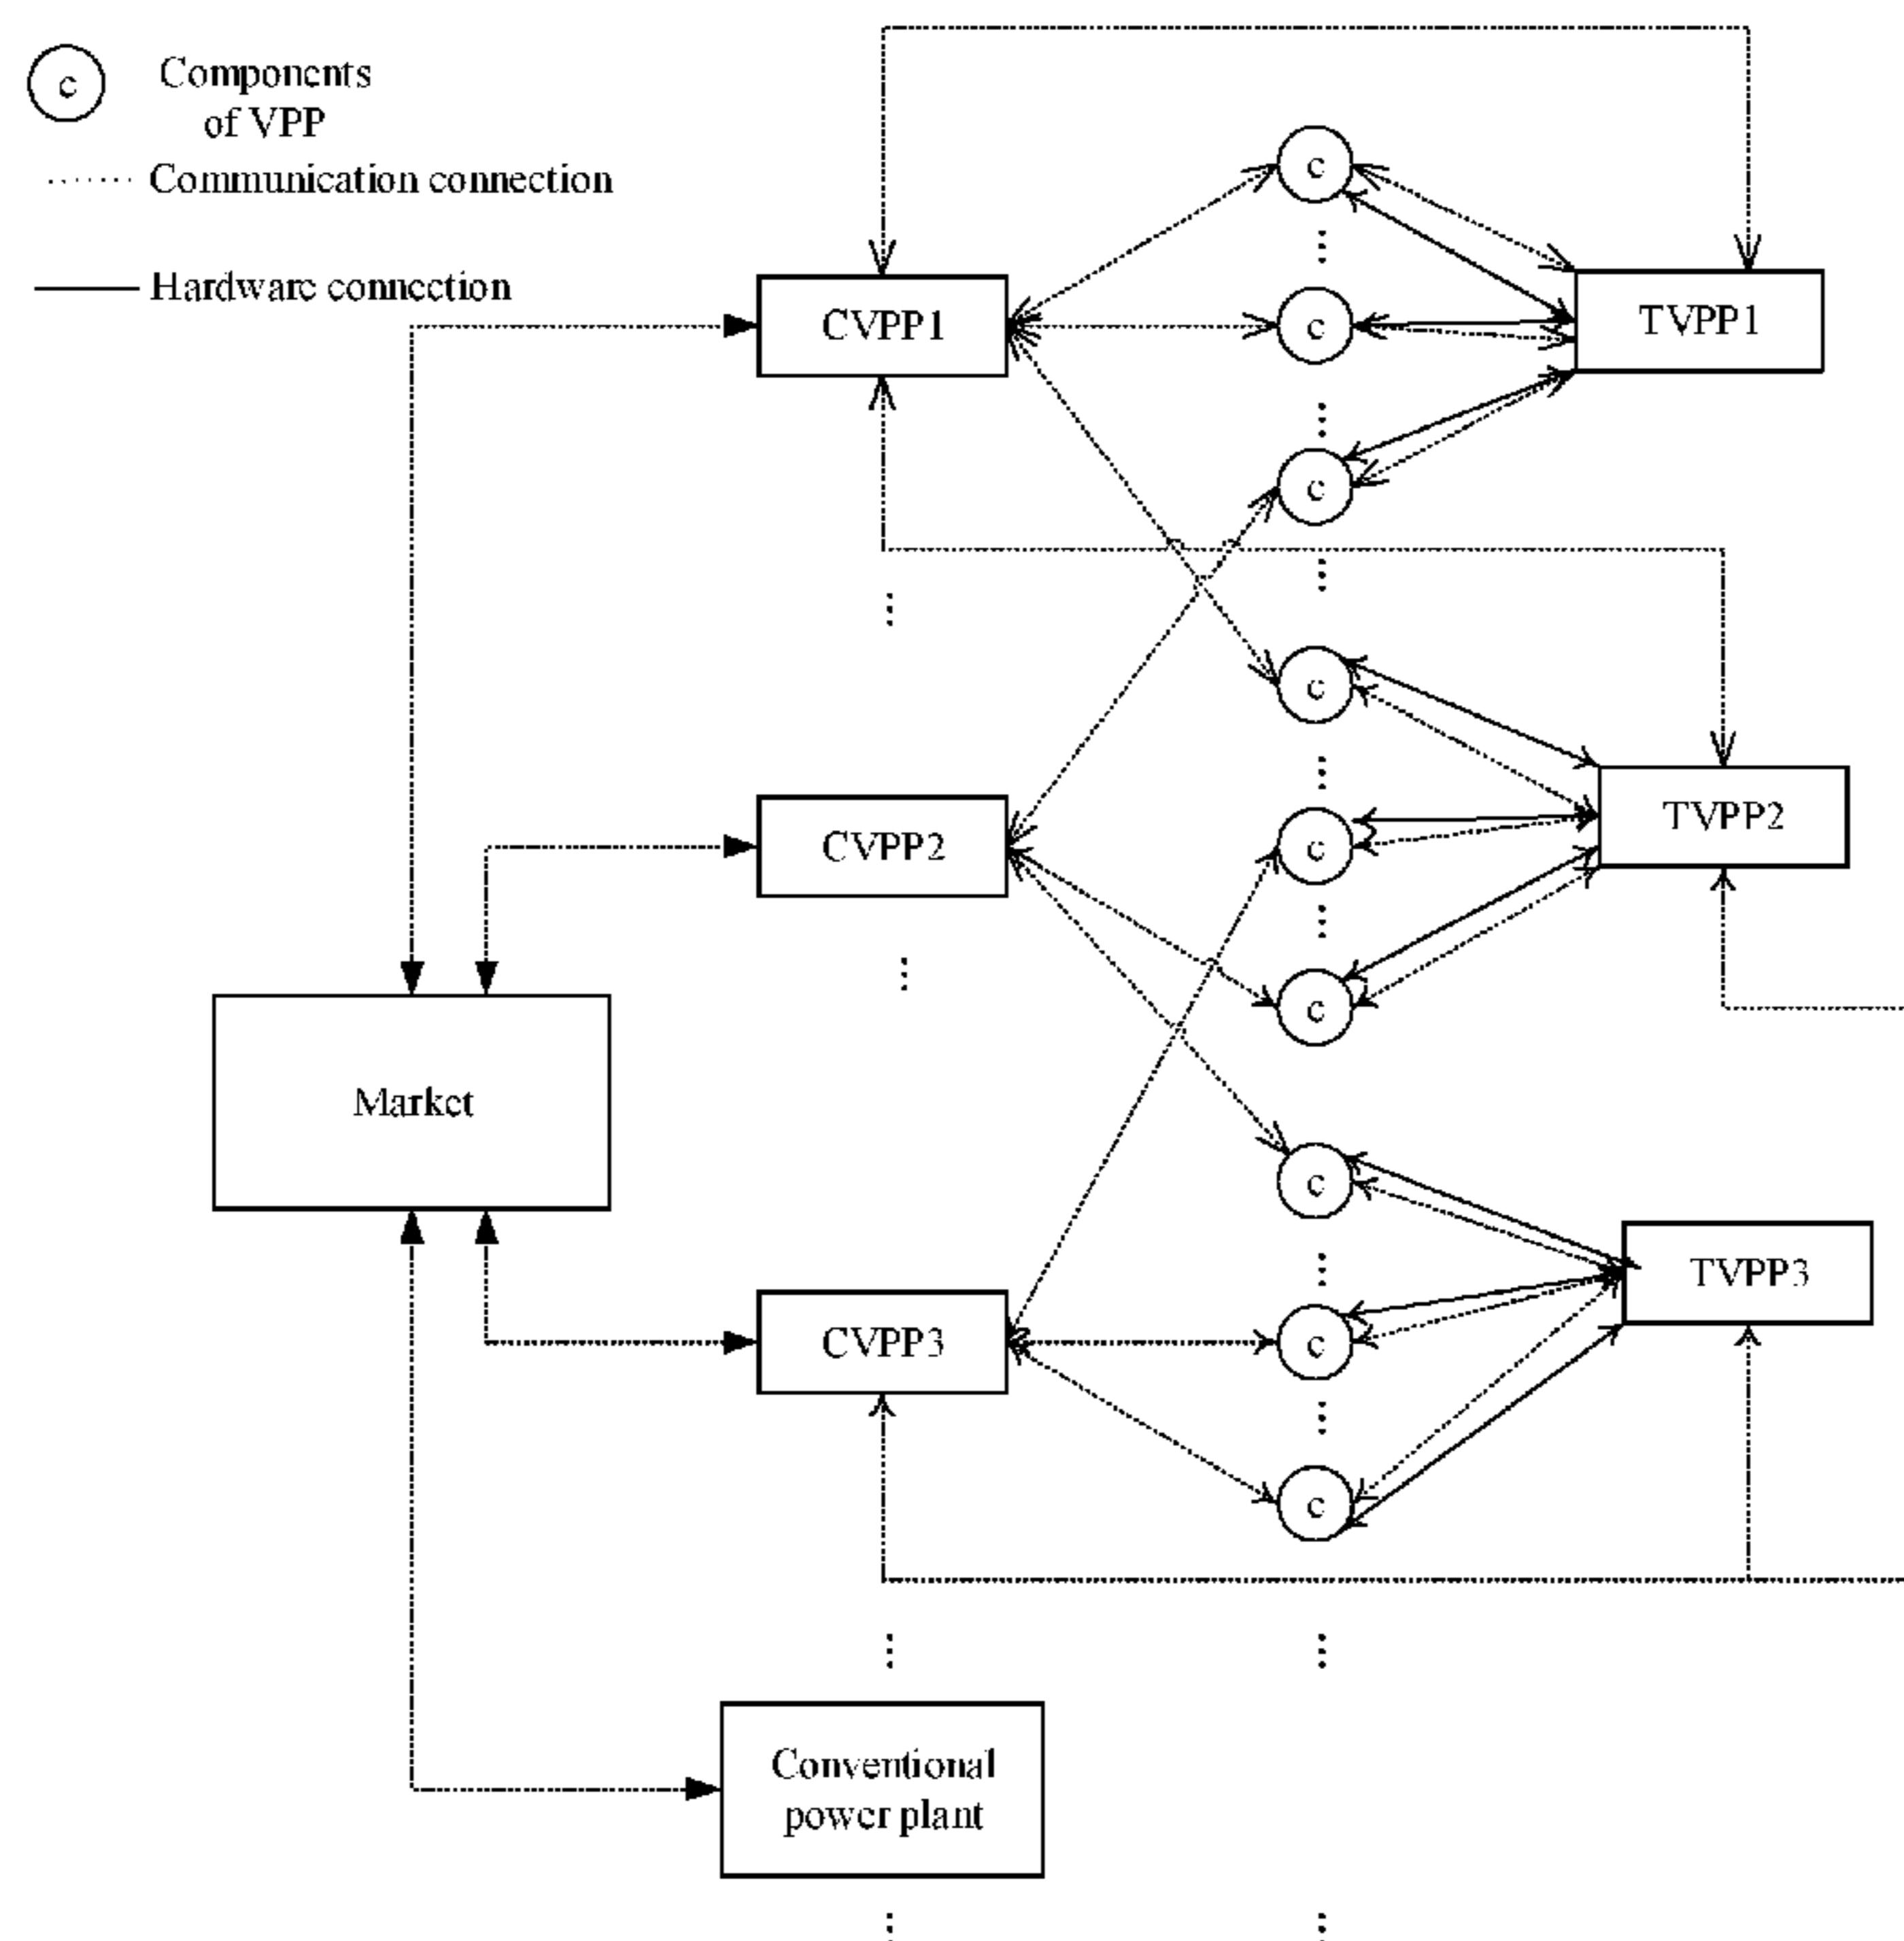 c
Components
of VPP
Communication connection
Hardware connection
c
CVPP1
c
TVPP1
c
c
CVPP2
c
TVPP2
c
Market
c
TVPP3
CVPP3
c
c
Conventional
power plant